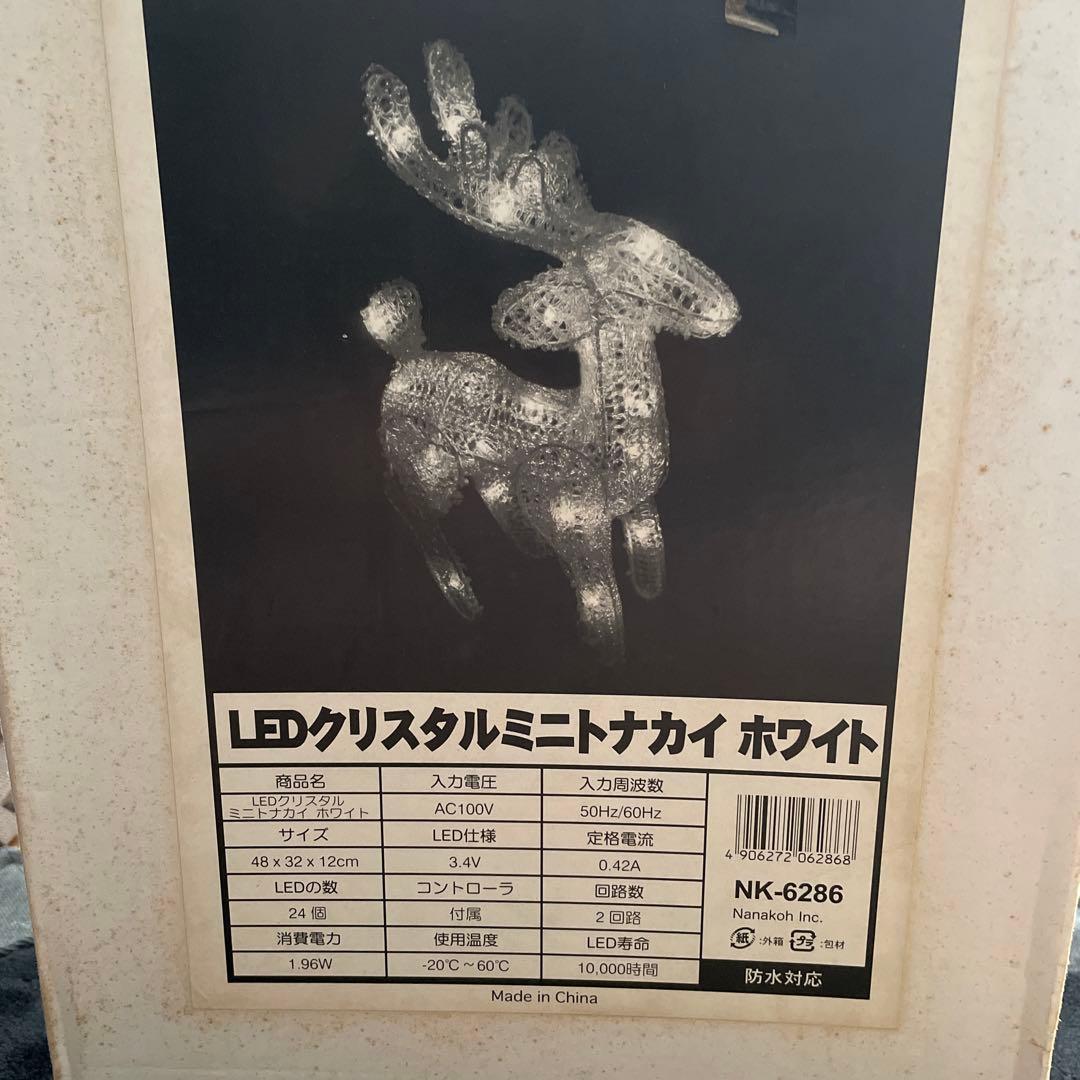 LEDクリスタルミニトナカイ ホワイト
商品名 入力電圧 入力周波数
LEDクリスタル
ミニトナカイ ホワイト AC100V 50Hz/60Hz
サイズ LED仕様 定格電流
48 x 32 x 12cm 3.4V 0.42A
LEDの数 コントローラ 回路数
24 個 付属 2 回路
消費電力 使用温度 LED寿命
1.96W -20℃～60℃ 10,000時間
4 906272 062868
NK-6286
Nanakoh Inc.
紙 :外箱 プラ :包材
防水対応
Made in China